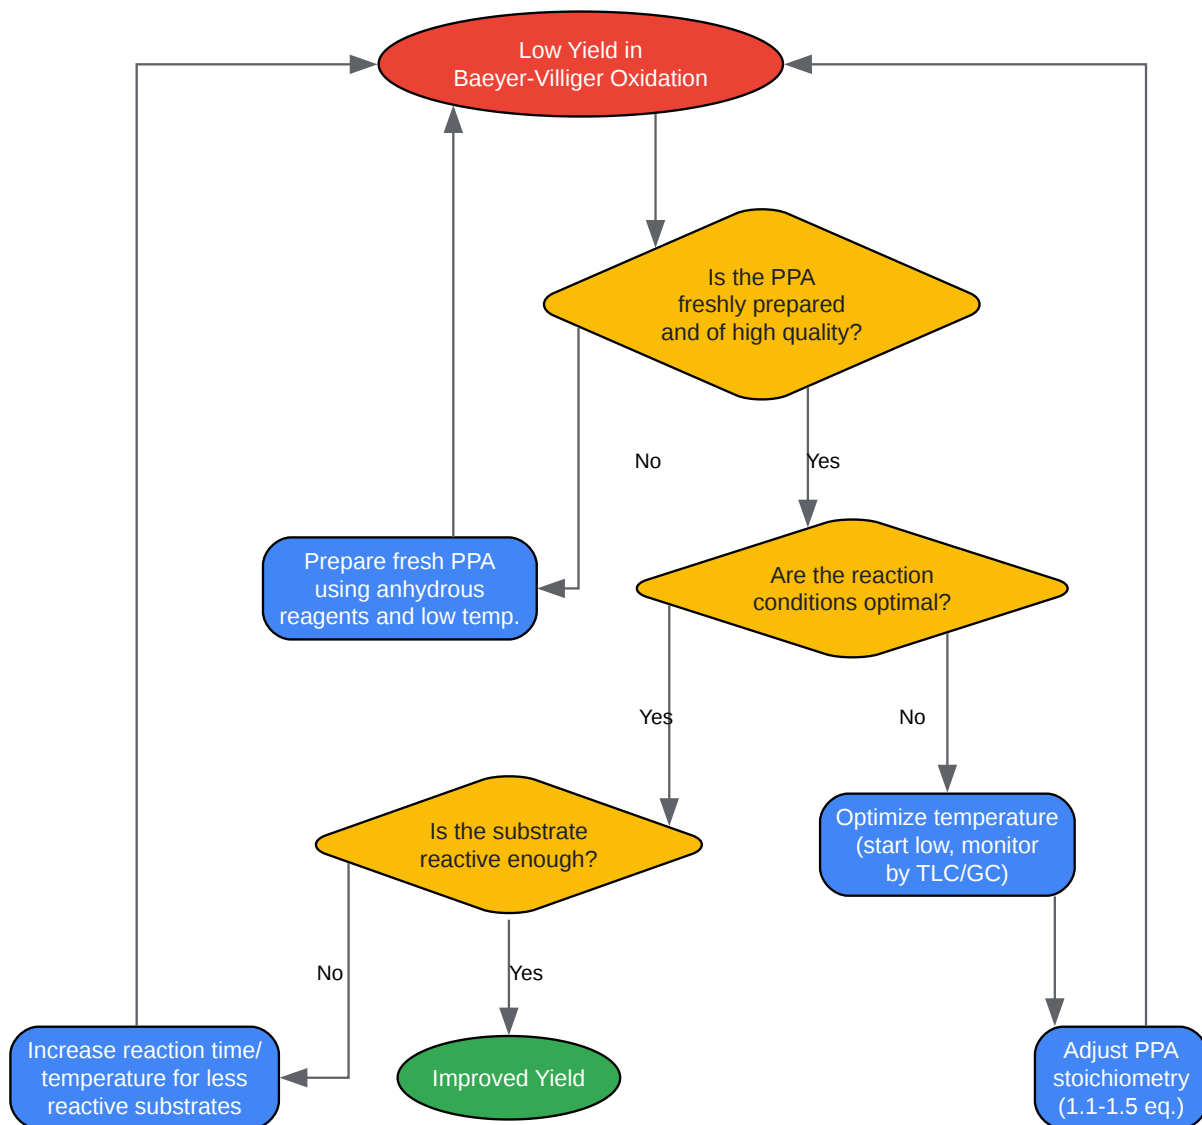 Low Yield in
Baeyer-Villiger Oxidation
Is the PPA
freshly prepared
and of high quality?
No
Yes
Prepare fresh PPA
using anhydrous
reagents and low temp.
Are the reaction
conditions optimal?
Yes
No
Is the substrate
reactive enough?
Optimize temperature
(start low, monitor
by TLC/GC)
No
Yes
Increase reaction time/
temperature for less
reactive substrates
Improved Yield
Adjust PPA
stoichiometry
(1.1-1.5 eq.)